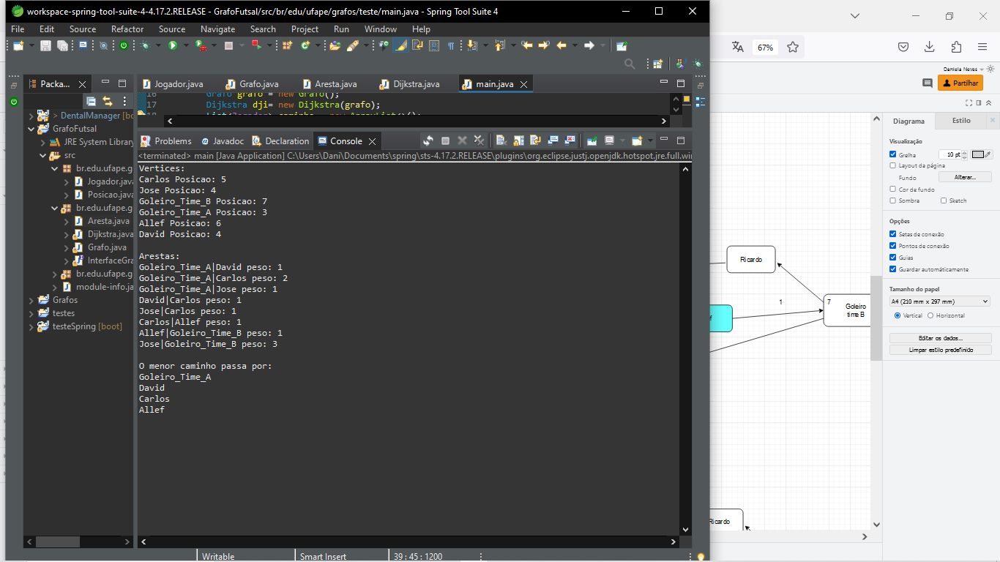 workspace-spring-tool-suite-4-4.17.2.RELEASE - GrafoFutsal/src/br/edu/ufape/grafos/teste/main.java - Spring Tool Suite 4
File Edit Source Refactor Source Navigate Search Project Run Window Help
Packa...
> DentalManager [bo
GrafoFutsal
JRE System Library
src
br.edu.ufape.g
Jogador.java
Posicao.java
br.edu.ufape.g
Aresta.java
Dijkstra.java
Grafo.java
InterfaceGra
br.edu.ufape.g
module-info.ja
Grafos
testes
testeSpring [boot]
Jogador.java Grafo.java Aresta.java Dijkstra.java main.java
16 Grafo grafo = new Grafo();
17 Dijkstra dji= new Dijkstra(grafo);
18 List<Jogador> caminho = new ArrayList<>();
Problems Javadoc Declaration Console
<terminated> main [Java Application] C:\Users\Dani\Documents\spring\sts-4.17.2.RELEASE\plugins\org.eclipse.justj.openjdk.hotspot.jre.full.win
Vertices:
Carlos Posicao: 5
Jose Posicao: 4
Goleiro_Time_B Posicao: 7
Goleiro_Time_A Posicao: 3
Allef Posicao: 6
David Posicao: 4
Arestas:
Goleiro_Time_A|David peso: 1
Goleiro_Time_A|Carlos peso: 2
Goleiro_Time_A|Jose peso: 1
David|Carlos peso: 1
Jose|Carlos peso: 1
Carlos|Allef peso: 1
Allef|Goleiro_Time_B peso: 1
Jose|Goleiro_Time_B peso: 3
O menor caminho passa por:
Goleiro_Time_A
David
Carlos
Allef
Writable Smart Insert 39 : 45 : 1200
67%
Daniela Neves
Partilhar
Ricardo
1
7
Goleiro
time B
f
Ricardo
Diagrama Estilo
Visualização
Grelha 10 pt
Layout da página
Fundo Alterar...
Cor de fundo
Sombra Sketch
Opções
Setas de conexão
Pontos de conexão
Guias
Guardar automáticamente
Tamanho do papel
A4 (210 mm x 297 mm)
Vertical Horizontal
Editar os dados...
Limpar estilo predefinido